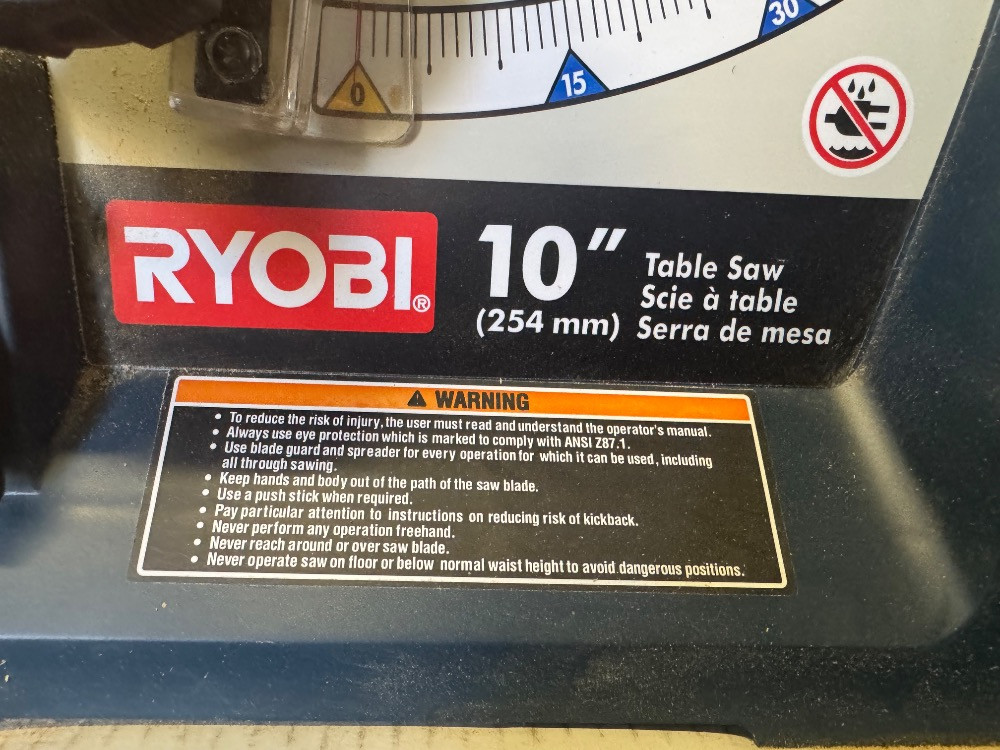 30
15
0
RYOBI®
10"
(254 mm)
Table Saw
Scie à table
Serra de mesa
⚠ WARNING
• To reduce the risk of injury, the user must read and understand the operator's manual.
• Always use eye protection which is marked to comply with ANSI Z87.1.
• Use blade guard and spreader for every operation for which it can be used, including
all through sawing.
• Keep hands and body out of the path of the saw blade.
• Use a push stick when required.
• Pay particular attention to instructions on reducing risk of kickback.
• Never perform any operation freehand.
• Never reach around or over saw blade.
• Never operate saw on floor or below normal waist height to avoid dangerous positions.